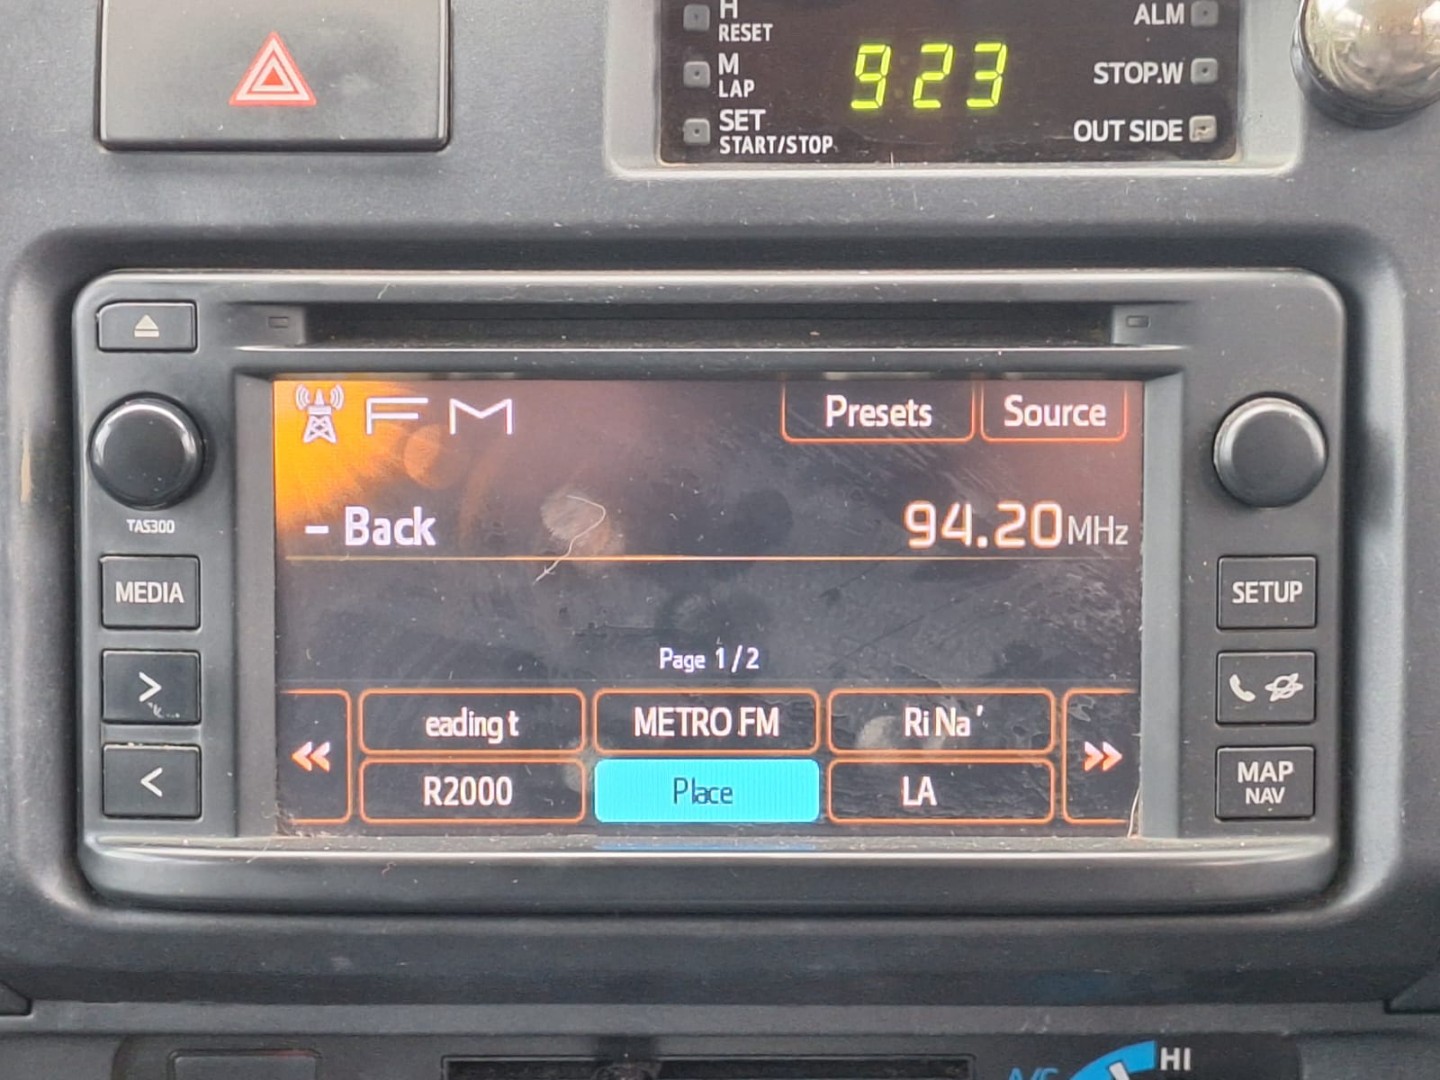 H
RESET
ALM
M
LAP
923
STOP.W
SET
START/STOP
OUT SIDE
FM
Presets
Source
TAS300
– Back
94.20MHz
MEDIA
SETUP
Page 1/2
>
eading t
METRO FM
Ri Na’
<<
>>
<
R2000
Place
LA
MAP
NAV
A/C
HI